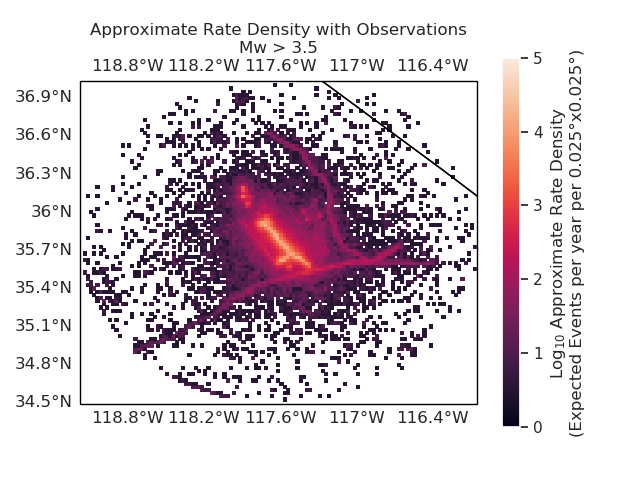 Approximate Rate Density with Observations
Mw > 3.5
118.8°W 118.2°W 117.6°W 117°W 116.4°W
36.9°N
36.6°N
36.3°N
36°N
35.7°N
35.4°N
35.1°N
34.8°N
34.5°N
118.8°W 118.2°W 117.6°W 117°W 116.4°W
5
4
3
2
1
0
Log₁₀ Approximate Rate Density
(Expected Events per year per 0.025°x0.025°)